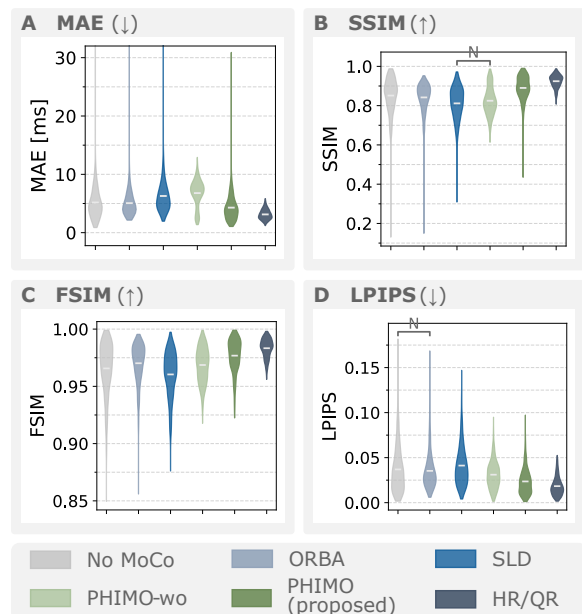 A MAE (↓)
MAE [ms]
30
20
10
0
B SSIM (↑)
N
SSIM
1.0
0.8
0.6
0.4
0.2
C FSIM (↑)
FSIM
1.00
0.95
0.90
0.85
D LPIPS (↓)
N
LPIPS
0.15
0.10
0.05
0.00
No MoCo
ORBA
SLD
PHIMO-wo
PHIMO
(proposed)
HR/QR